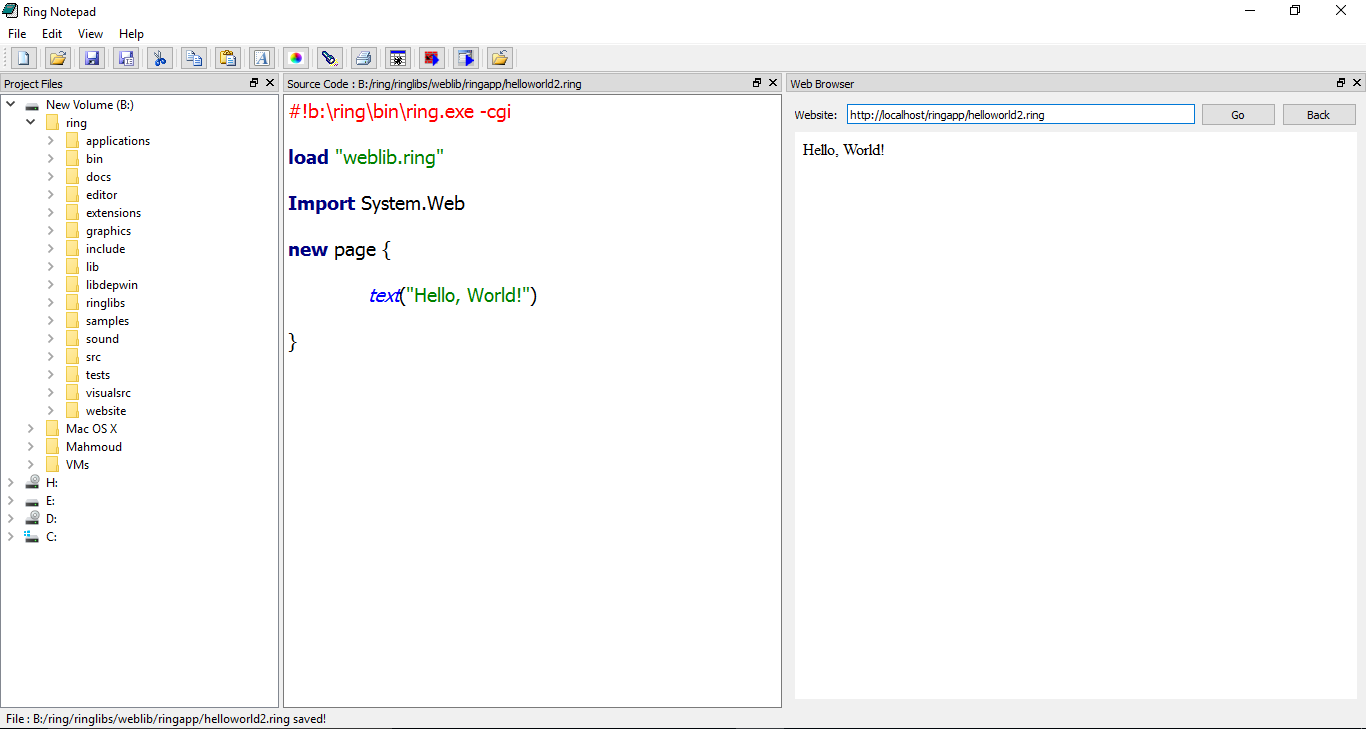 Ring Notepad
File Edit View Help
Project Files
New Volume (B:)
ring
applications
bin
docs
editor
extensions
graphics
include
lib
libdepwin
ringlibs
samples
sound
src
tests
visualsrc
website
Mac OS X
Mahmoud
VMs
H:
E:
D:
C:
Source Code : B:/ring/ringlibs/weblib/ringapp/helloworld2.ring
#!b:\ring\bin\ring.exe -cgi
load "weblib.ring"
Import System.Web
new page {
text("Hello, World!")
}
Web Browser
Website: http://localhost/ringapp/helloworld2.ring Go Back
Hello, World!
File : B:/ring/ringlibs/weblib/ringapp/helloworld2.ring saved!